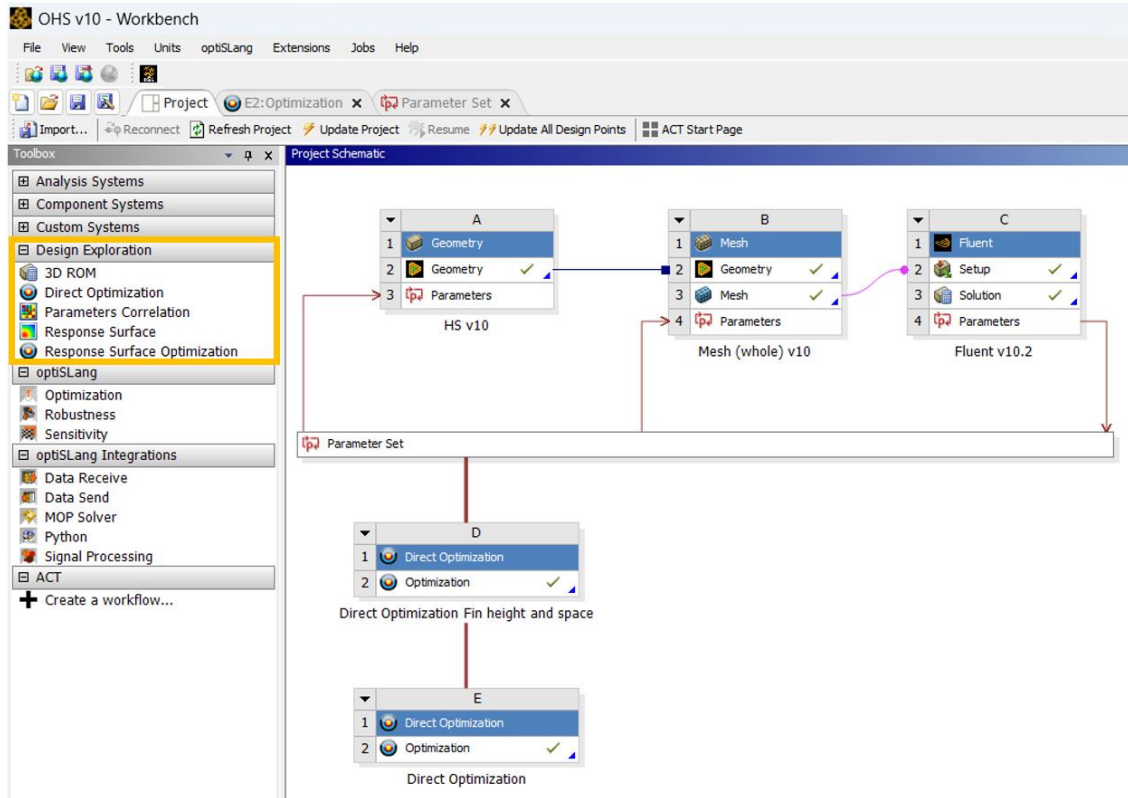 OHS v10 - Workbench
File View Tools Units optiSLang Extensions Jobs Help
Project E2:Optimization Parameter Set
Import... Reconnect Refresh Project Update Project Resume Update All Design Points ACT Start Page
Toolbox
Analysis Systems
Component Systems
Custom Systems
Design Exploration
3D ROM
Direct Optimization
Parameters Correlation
Response Surface
Response Surface Optimization
optiSLang
Optimization
Robustness
Sensitivity
optiSLang Integrations
Data Receive
Data Send
MOP Solver
Python
Signal Processing
ACT
Create a workflow...
Project Schematic
A
1 Geometry
2 Geometry
3 Parameters
HS v10
B
1 Mesh
2 Geometry
3 Mesh
4 Parameters
Mesh (whole) v10
C
1 Fluent
2 Setup
3 Solution
4 Parameters
Fluent v10.2
Parameter Set
D
1 Direct Optimization
2 Optimization
Direct Optimization Fin height and space
E
1 Direct Optimization
2 Optimization
Direct Optimization